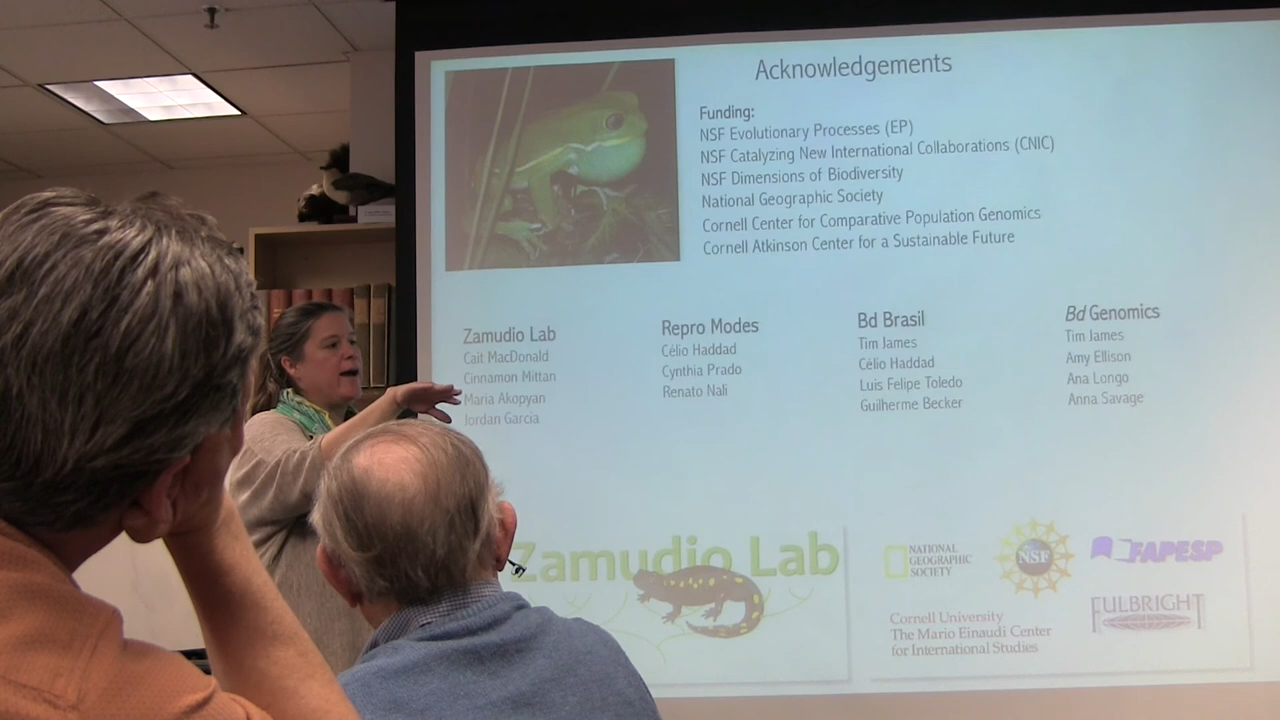 Acknowledgements
Funding:
NSF Evolutionary Processes (EP)
NSF Catalyzing New International Collaborations (CNIC)
NSF Dimensions of Biodiversity
National Geographic Society
Cornell Center for Comparative Population Genomics
Cornell Atkinson Center for a Sustainable Future
Zamudio Lab
Cait MacDonald
Cinnamon Mittan
Maria Akopyan
Jordan Garcia
Repro Modes
Célio Haddad
Cynthia Prado
Renato Nali
Bd Brasil
Tim James
Célio Haddad
Luis Felipe Toledo
Guilherme Becker
Bd Genomics
Tim James
Amy Ellison
Ana Longo
Anna Savage
Zamudio Lab
NATIONAL
GEOGRAPHIC
SOCIETY
NSF
FAPESP
Cornell University
The Mario Einaudi Center
for International Studies
FULBRIGHT